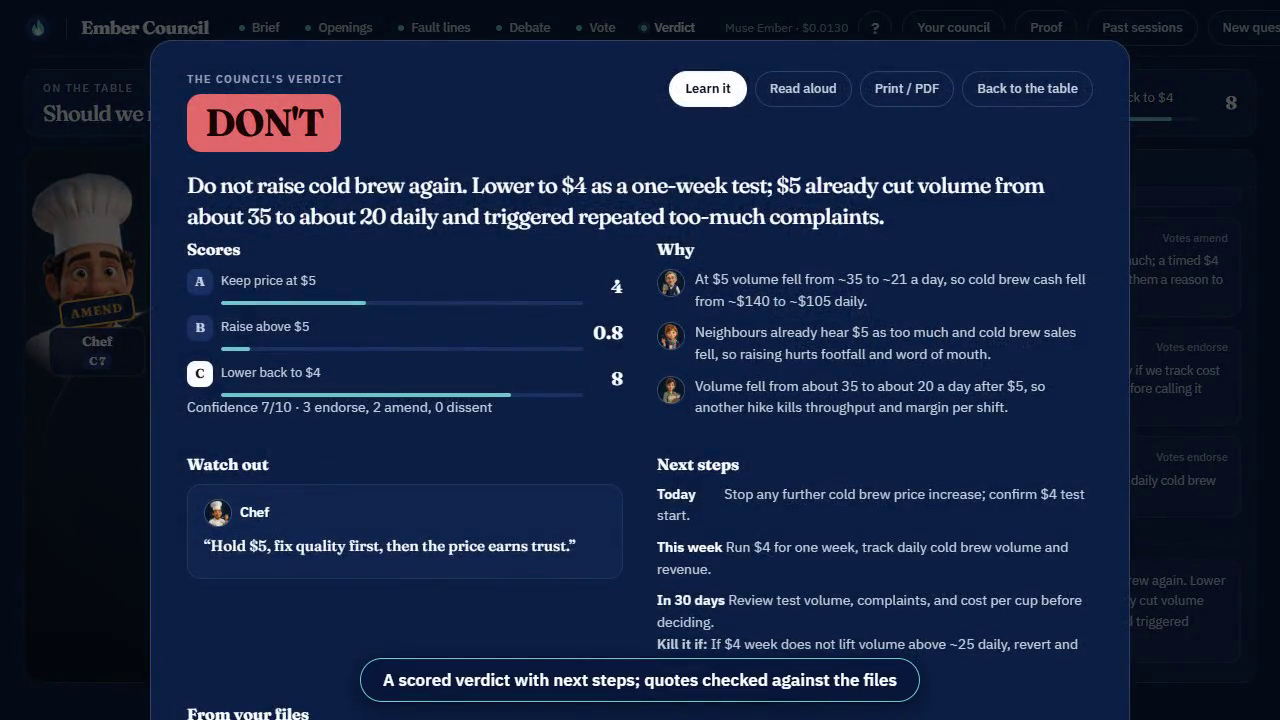 Ember Council
Brief
Openings
Fault lines
Debate
Vote
Verdict
Muse Ember · $0.0130
?
Your council
Proof
Past sessions
New ques
ON THE TABLE
Should we r
ck to $4
8
THE COUNCIL'S VERDICT
DON'T
Learn it
Read aloud
Print / PDF
Back to the table
Do not raise cold brew again. Lower to $4 as a one-week test; $5 already cut volume from
about 35 to about 20 daily and triggered repeated too-much complaints.
Scores
A
Keep price at $5
4
B
Raise above $5
0.8
C
Lower back to $4
8
Confidence 7/10 · 3 endorse, 2 amend, 0 dissent
Why
At $5 volume fell from ~35 to ~21 a day, so cold brew cash fell
from ~$140 to ~$105 daily.
Neighbours already hear $5 as too much and cold brew sales
fell, so raising hurts footfall and word of mouth.
Volume fell from about 35 to about 20 a day after $5, so
another hike kills throughput and margin per shift.
Watch out
Chef
“Hold $5, fix quality first, then the price earns trust.”
Next steps
Today Stop any further cold brew price increase; confirm $4 test
start.
This week Run $4 for one week, track daily cold brew volume and
revenue.
In 30 days Review test volume, complaints, and cost per cup before
deciding.
Kill it if: If $4 week does not lift volume above ~25 daily, revert and
A scored verdict with next steps; quotes checked against the files
From your files
AMEND
Chef
C7
Votes amend
uch; a timed $4
them a reason to
Votes endorse
if we track cost
fore calling it
Votes endorse
daily cold brew
rew again. Lower
y cut volume
d triggered